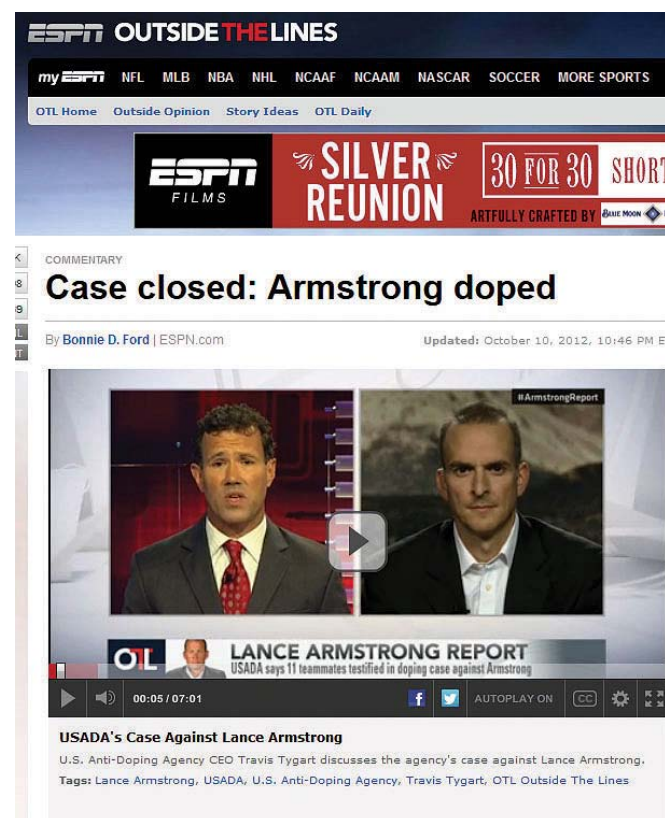 ESPN OUTSIDE THE LINES
my ESPN NFL MLB NBA NHL NCAAF NCAAM NASCAR SOCCER MORE SPORTS
OTL Home Outside Opinion Story Ideas OTL Daily
ESPN FILMS
SILVER REUNION
30 FOR 30 SHORT
ARTFULLY CRAFTED BY BLUE MOON
COMMENTARY
Case closed: Armstrong doped
By Bonnie D. Ford | ESPN.com Updated: October 10, 2012, 10:46 PM E
#ArmstrongReport
OTL LANCE ARMSTRONG REPORT
USADA says 11 teammates testified in doping case against Armstrong
00:05 / 07:01 f AUTOPLAY ON CC
USADA's Case Against Lance Armstrong
U.S. Anti-Doping Agency CEO Travis Tygart discusses the agency's case against Lance Armstrong.
Tags: Lance Armstrong, USADA, U.S. Anti-Doping Agency, Travis Tygart, OTL Outside The Lines